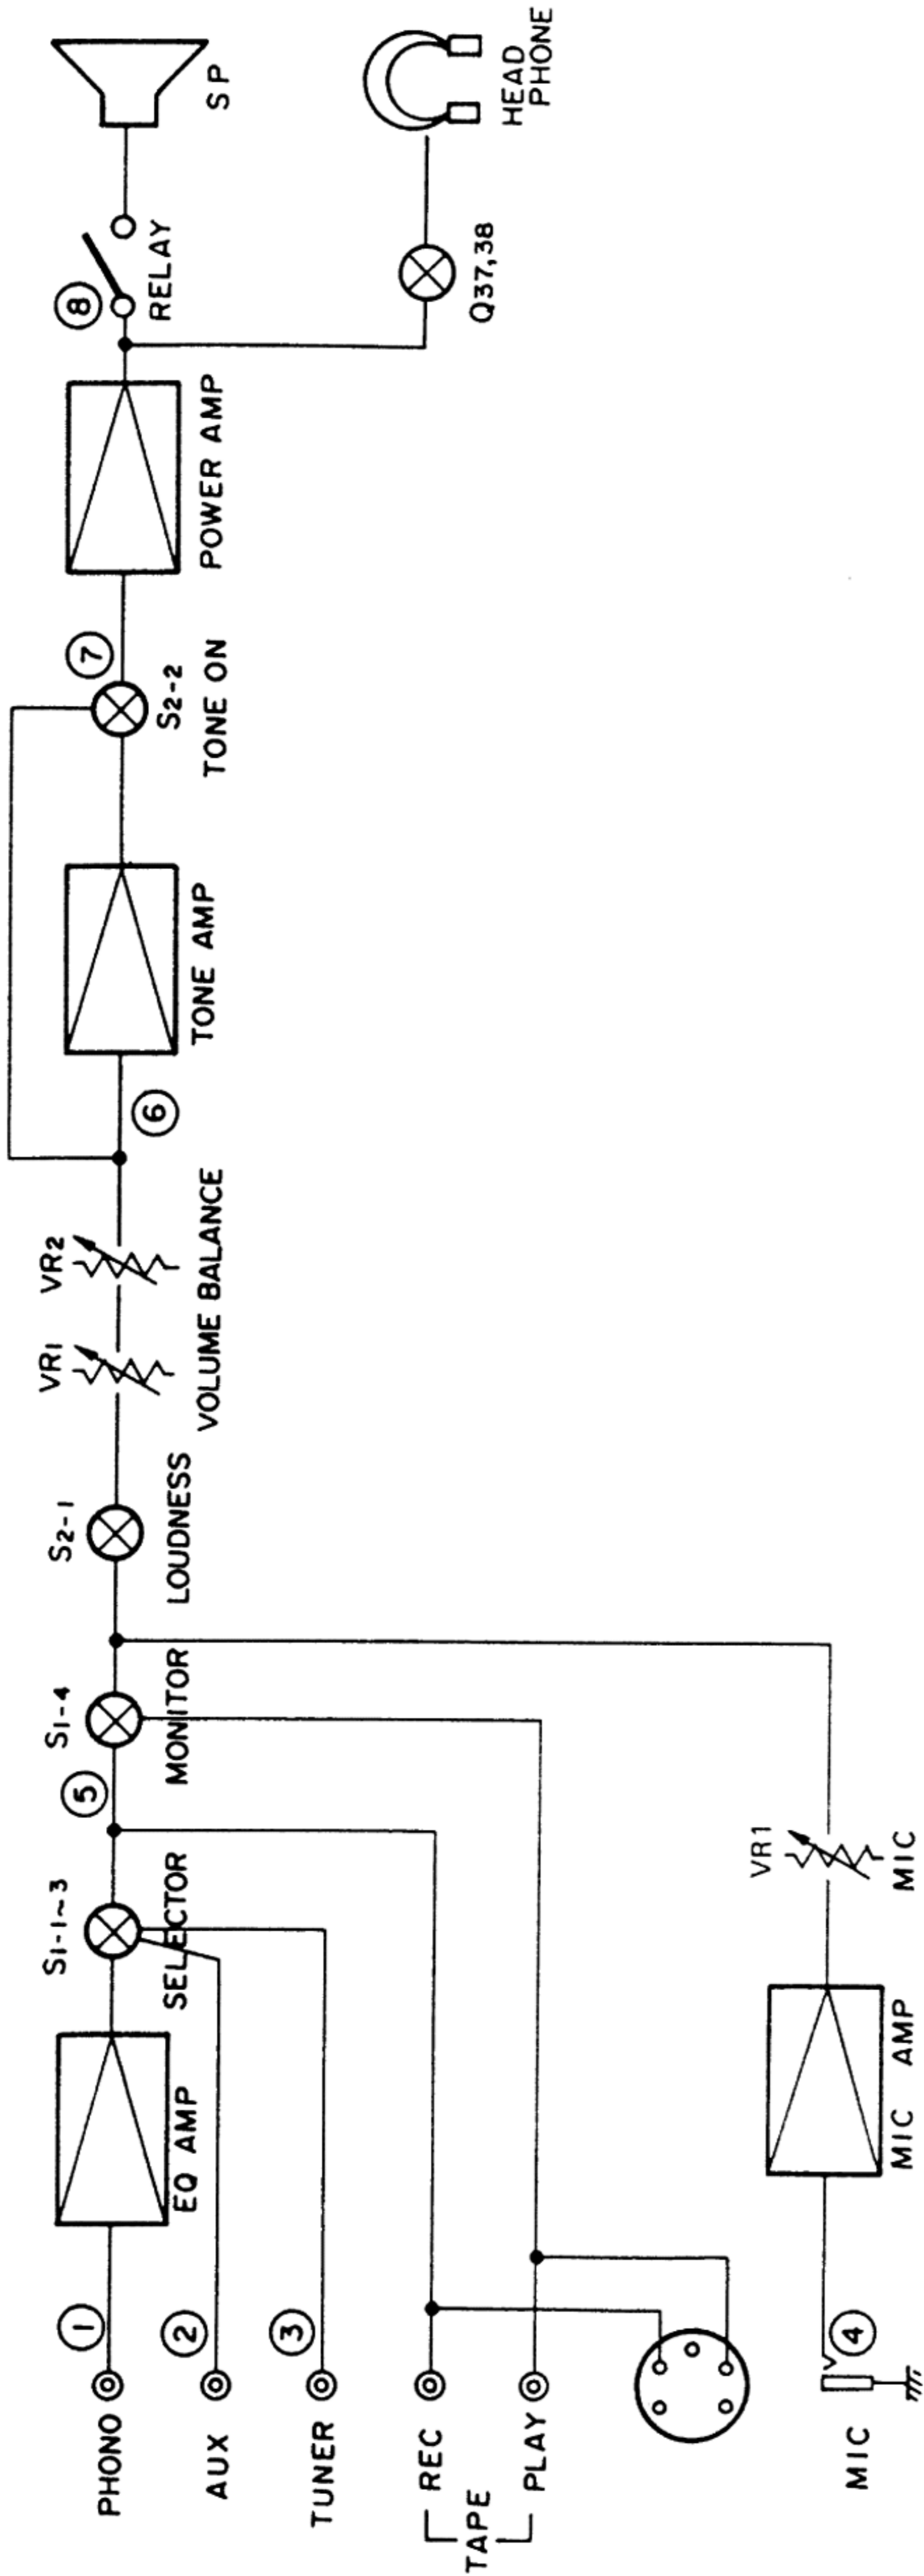 PHONO
1
EQ AMP
S1-1~3
SELECTOR
5
S1-4
MONITOR
S2-1
LOUDNESS
VR1
VR2
VOLUME BALANCE
6
TONE AMP
7
S2-2
TONE ON
POWER AMP
8
RELAY
SP
AUX
2
TUNER
3
TAPE
REC
PLAY
Q37,38
HEAD
PHONE
MIC
4
MIC AMP
VR1
MIC